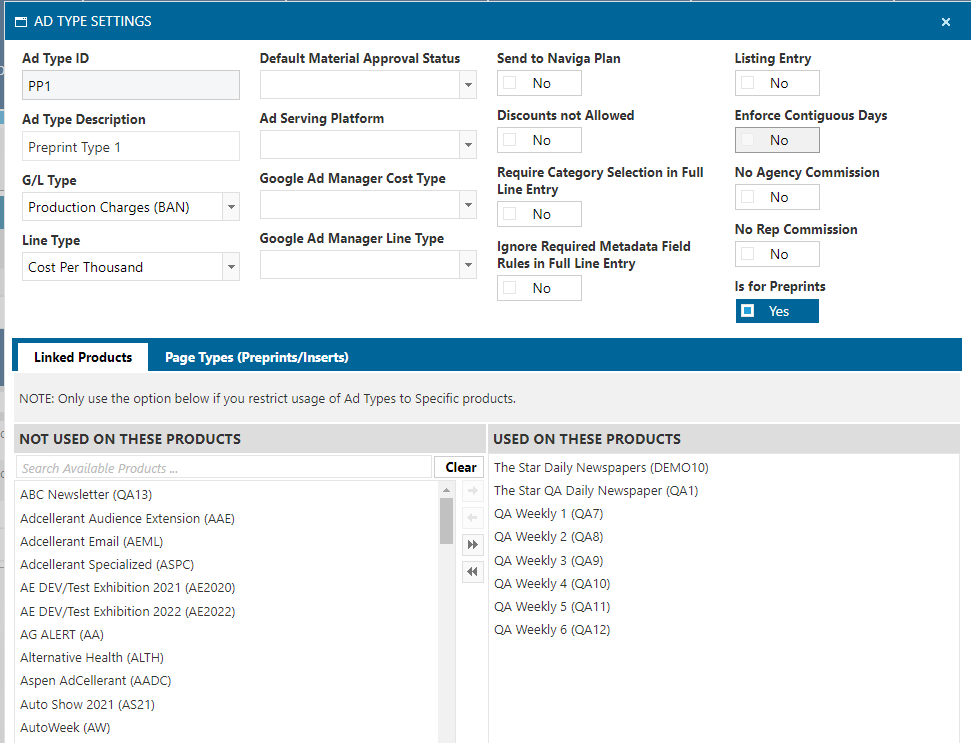 AD TYPE SETTINGS
Ad Type ID
PP1
Ad Type Description
Preprint Type 1
G/L Type
Production Charges (BAN)
Line Type
Cost Per Thousand
Default Material Approval Status
Ad Serving Platform
Google Ad Manager Cost Type
Google Ad Manager Line Type
Send to Naviga Plan
No
Discounts not Allowed
No
Require Category Selection in Full
Line Entry
No
Ignore Required Metadata Field
Rules in Full Line Entry
No
Listing Entry
No
Enforce Contiguous Days
No
No Agency Commission
No
No Rep Commission
No
Is for Preprints
Yes
Linked Products
Page Types (Preprints/Inserts)
NOTE: Only use the option below if you restrict usage of Ad Types to Specific products.
NOT USED ON THESE PRODUCTS
Search Available Products ...
Clear
ABC Newsletter (QA13)
Adcellerant Audience Extension (AAE)
Adcellerant Email (AEML)
Adcellerant Specialized (ASPC)
AE DEV/Test Exhibition 2021 (AE2020)
AE DEV/Test Exhibition 2022 (AE2022)
AG ALERT (AA)
Alternative Health (ALTH)
Aspen AdCellerant (AADC)
Auto Show 2021 (AS21)
AutoWeek (AW)
USED ON THESE PRODUCTS
The Star Daily Newspapers (DEMO10)
The Star QA Daily Newspaper (QA1)
QA Weekly 1 (QA7)
QA Weekly 2 (QA8)
QA Weekly 3 (QA9)
QA Weekly 4 (QA10)
QA Weekly 5 (QA11)
QA Weekly 6 (QA12)